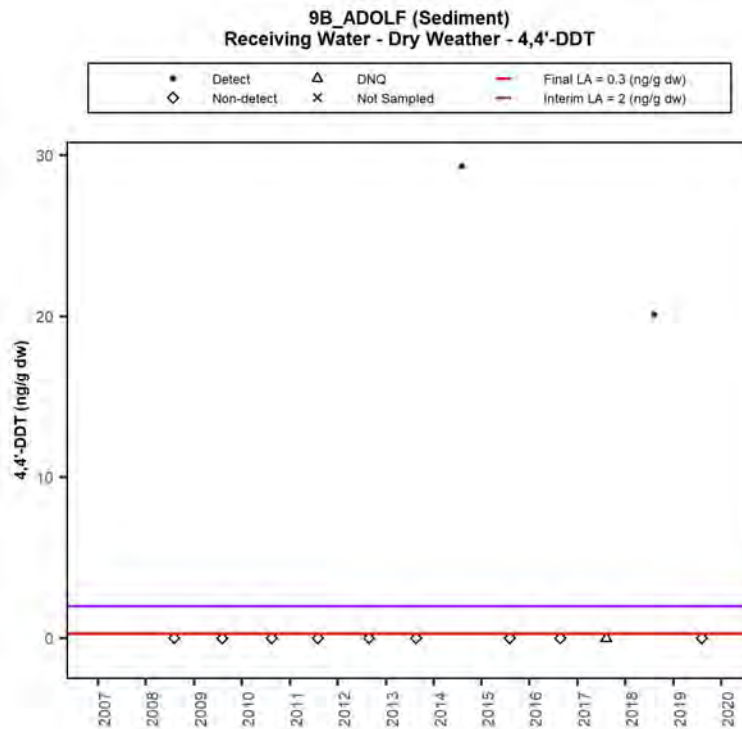 9B_ADOLF (Sediment)
Receiving Water - Dry Weather - 4,4'-DDT
Detect
DNQ
Final LA = 0.3 (ng/g dw)
Non-detect
Not Sampled
Interim LA = 2 (ng/g dw)
4,4'-DDT (ng/g dw)
30
20
10
0
2007
2008
2009
2010
2011
2012
2013
2014
2015
2016
2017
2018
2019
2020